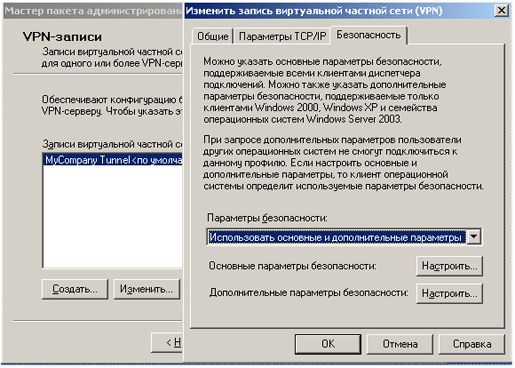 Мастер пакета администрирован
VPN-записи
Записи виртуальной частной се
для одного или более VPN-серв
Обеспечивают конфигурацию б
VPN-серверу. Чтобы указать эт
Записи виртуальной частной се
MyCompany Tunnel<по умолча
Создать...
Изменить...
< Н
Изменить запись виртуальной частной сети (VPN)
Общие
Параметры TCP/IP
Безопасность
Можно указать основные параметры безопасности,
поддерживаемые всеми клиентами диспетчера
подключений. Можно также указать дополнительные
параметры безопасности, поддерживаемые только
клиентами Windows 2000, Windows XP и семейства
операционных систем Windows Server 2003.
При запросе дополнительных параметров пользователи
других операционных систем не смогут подключиться к
данному профилю. Если настроить основные и
дополнительные параметры, то клиент операционной
системы определит используемые параметры безопасности.
Параметры безопасности:
Использовать основные и дополнительные параметры
Основные параметры безопасности:
Настроить...
Дополнительные параметры безопасности:
Настроить...
OK
Отмена
Справка